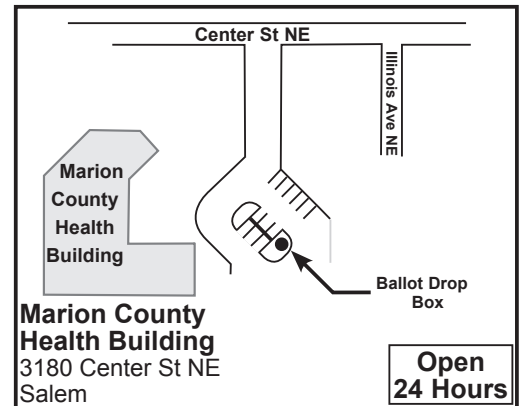 Center St NE
Illinois Ave NE
Marion
County
Health
Building
Ballot Drop
Box
Marion County
Health Building
3180 Center St NE
Salem
Open
24 Hours